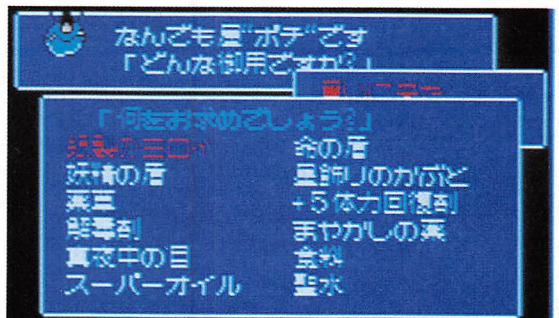 なんでも屋“ポチ”です
「どんな御用ですか?」
「何をお求めでしょう?」
命の盾
妖精の盾
星飾りのかぶと
薬草
+5体力回復剤
解毒剤
まやかしの薬
真夜中の目
食料
スーパーオイル
聖水